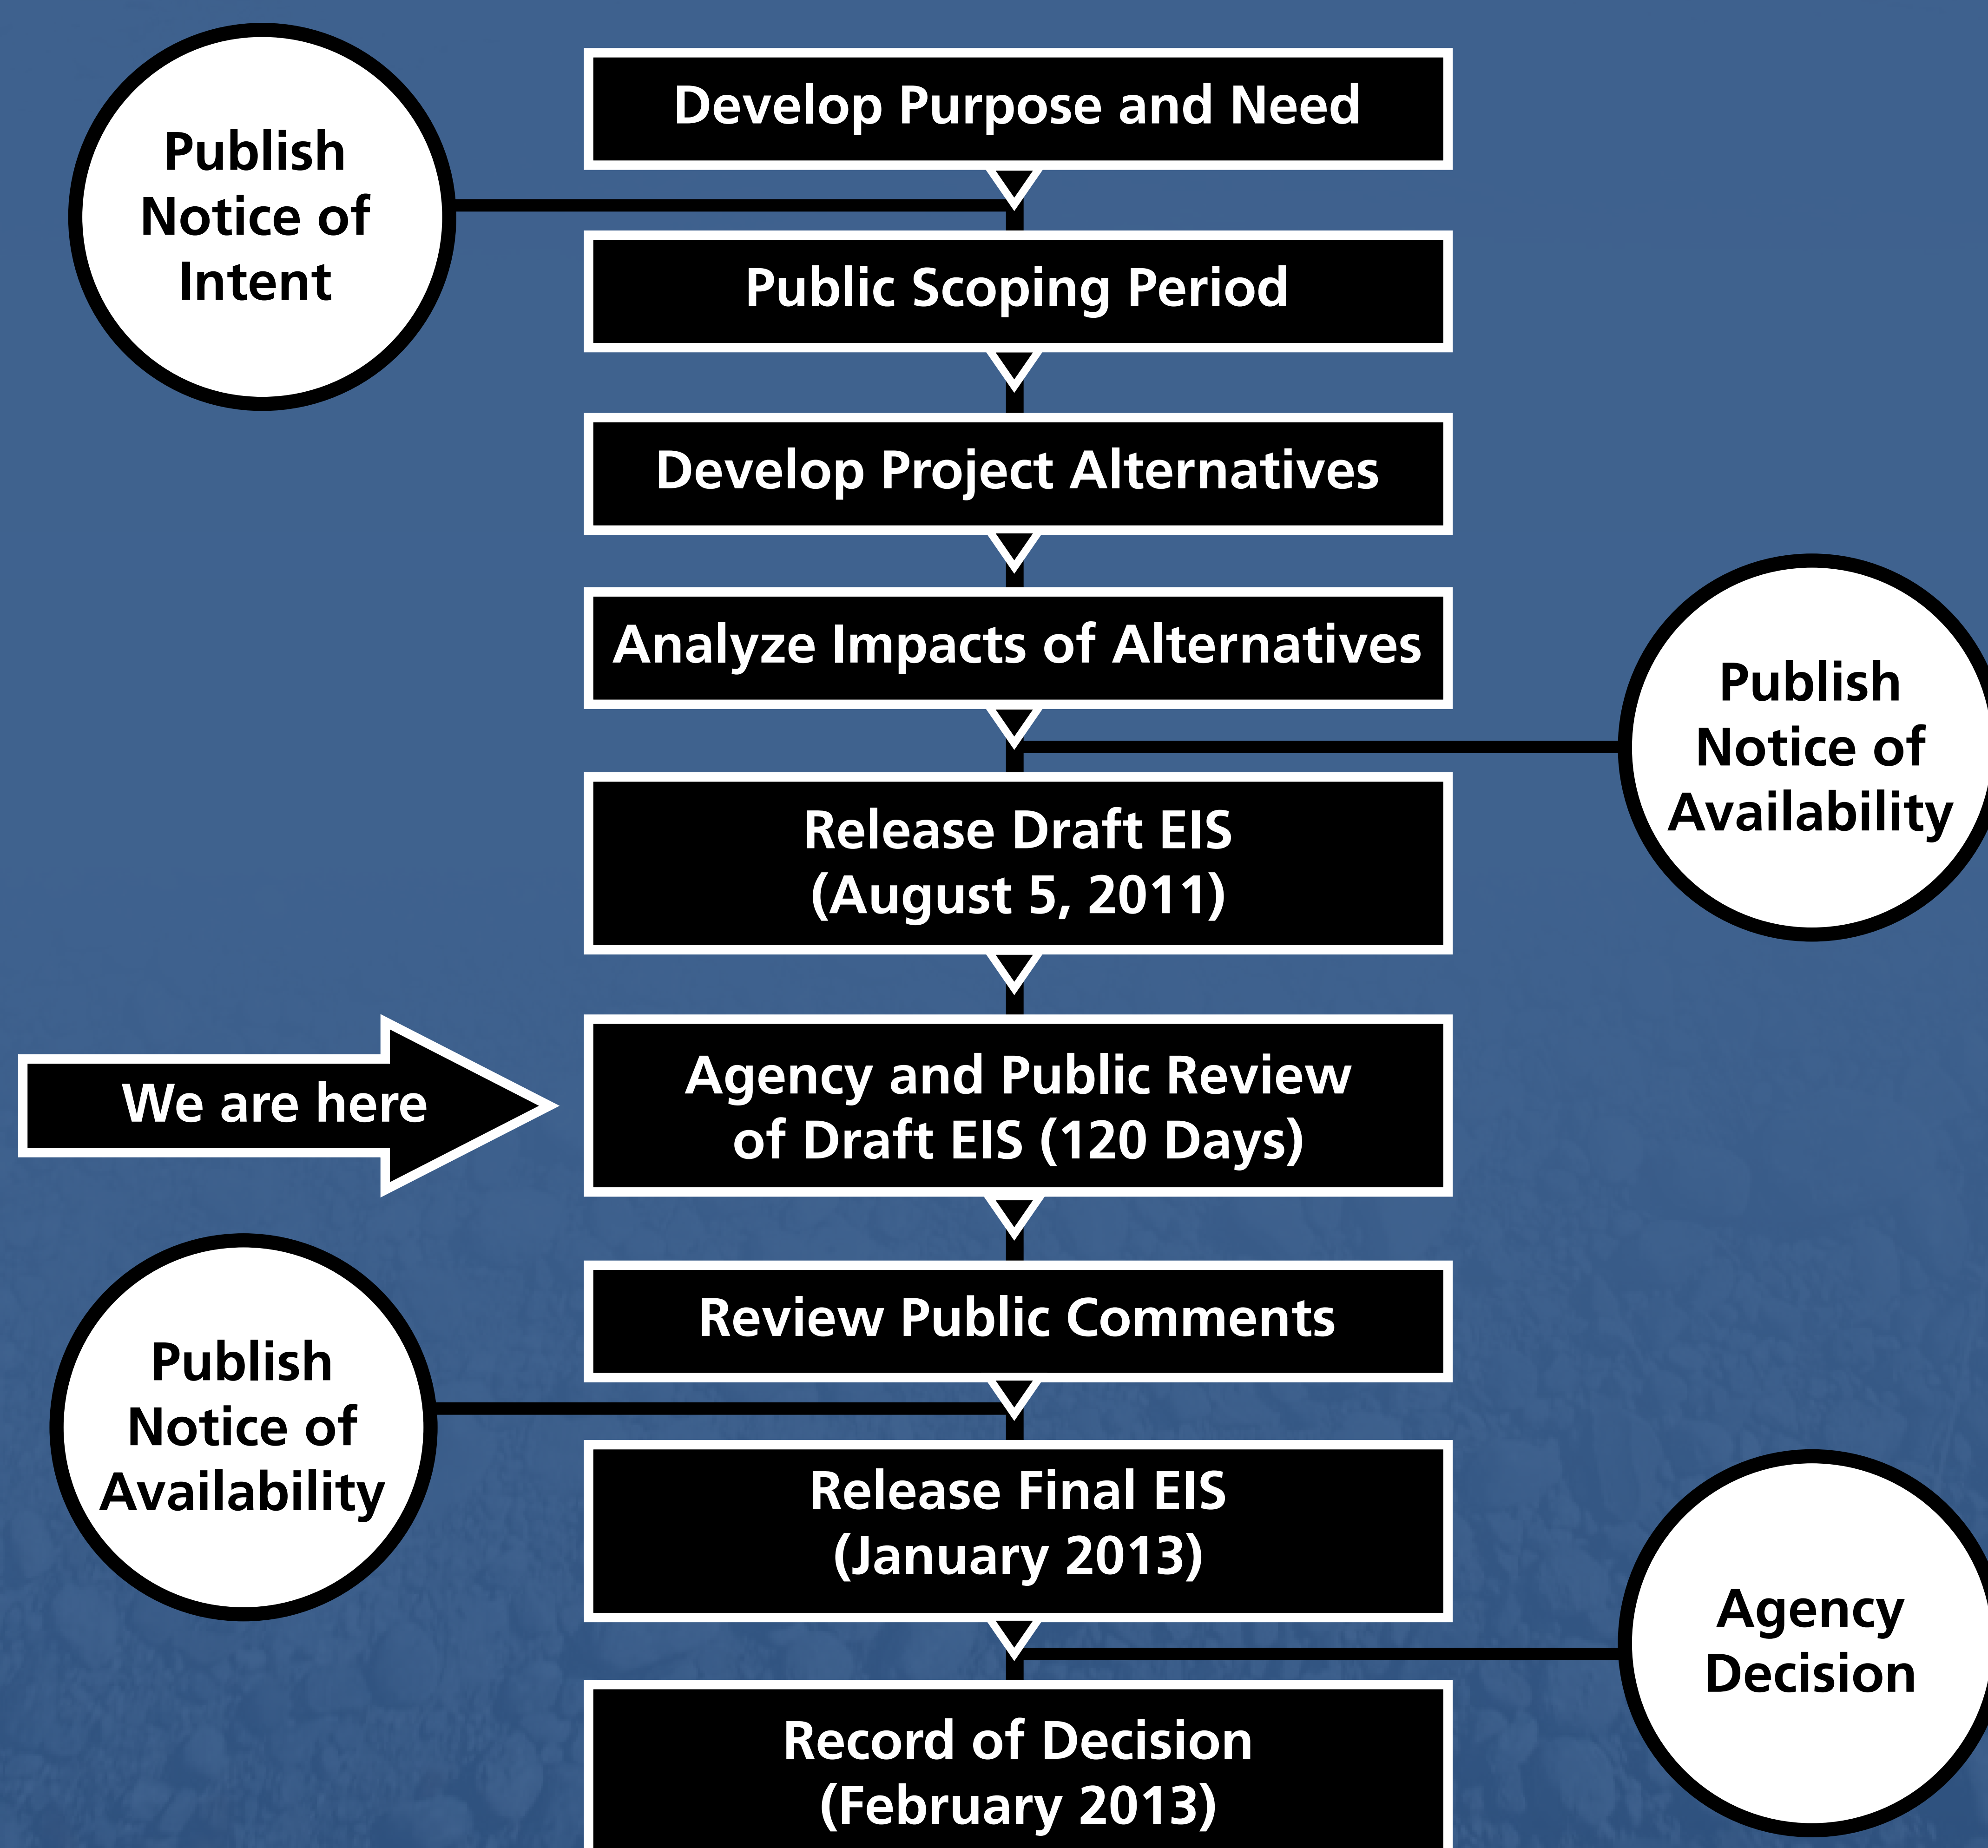 Publish
Notice of
Intent
Develop Purpose and Need
Public Scoping Period
Develop Project Alternatives
Analyze Impacts of Alternatives
Publish
Notice of
Availability
Release Draft EIS
(August 5, 2011)
We are here
Agency and Public Review
of Draft EIS (120 Days)
Review Public Comments
Publish
Notice of
Availability
Release Final EIS
(January 2013)
Agency
Decision
Record of Decision
(February 2013)